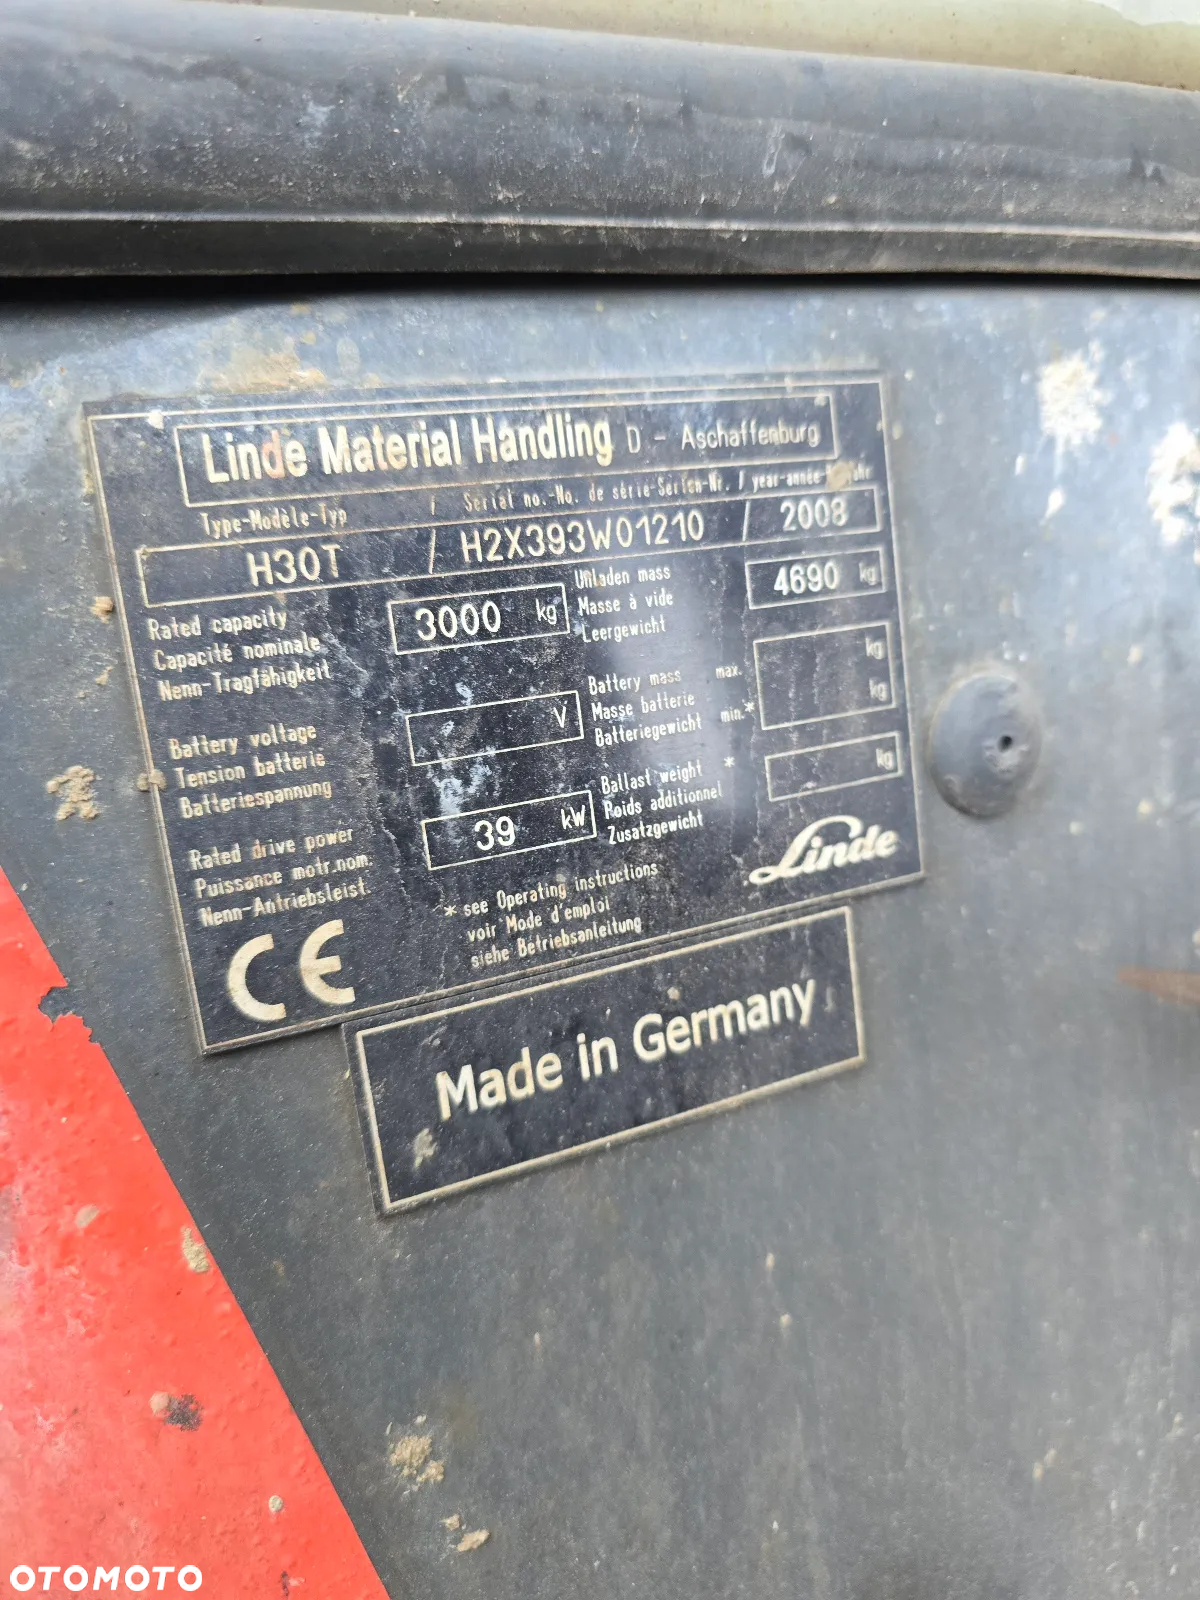 Linde Material Handling D - Aschaffenburg
Type-Modèle-Typ / Serial no.-No. de série-Serien-Nr. / year-année-
H30T / H2X393W01210 / 2008
Rated capacity
Capacité nominale
Nenn-Tragfähigkeit
3000 kg
Unladen mass
Masse à vide
Leergewicht
4690 kg
Battery voltage
Tension batterie
Batteriespannung
V
Battery mass max.
Masse batterie
Batteriegewicht min.*
kg
kg
Rated drive power
Puissance motr.nom.
Nenn-Antriebsleist.
39 kW
Ballast weight *
Poids additionnel
Zusatzgewicht
kg
* see Operating instructions
voir Mode d'emploi
siehe Betriebsanleitung
Linde
CE
Made in Germany
OTOMOTO